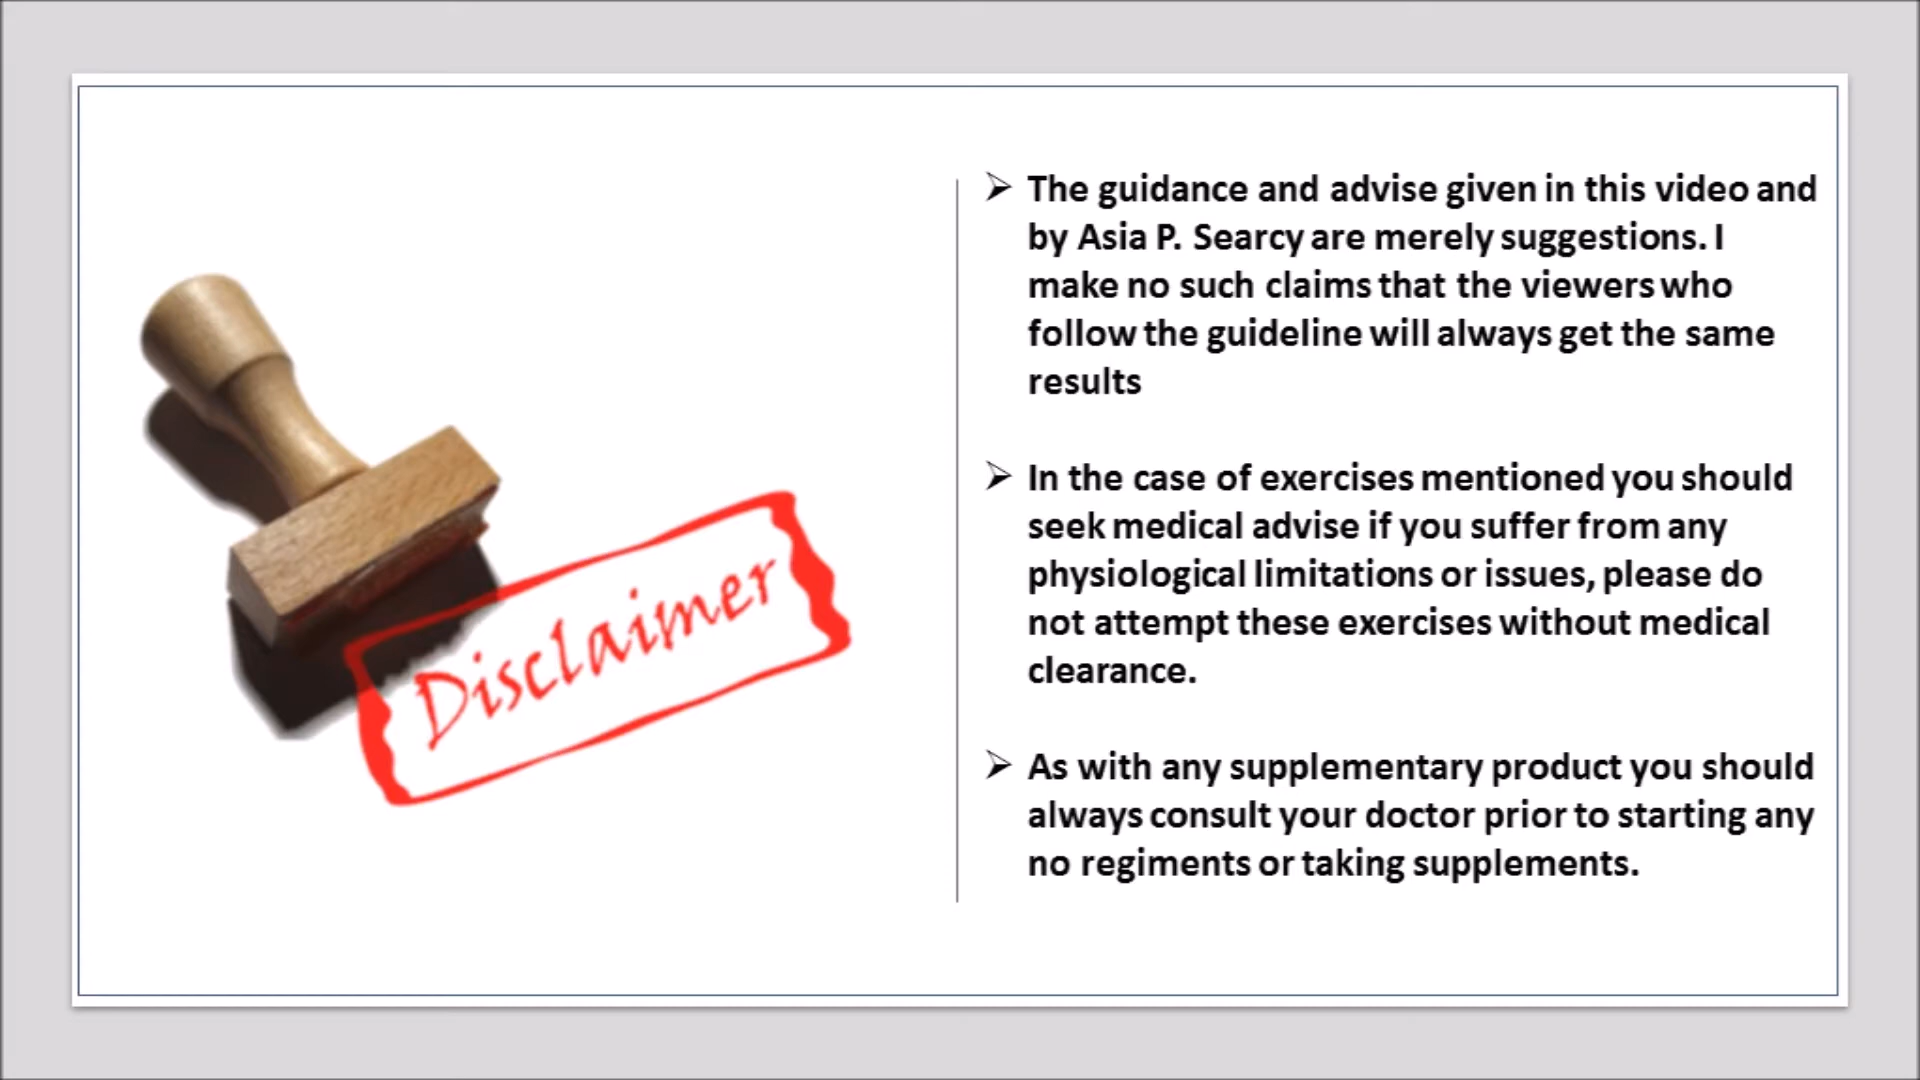 Disclaimer
The guidance and advise given in this video and
by Asia P. Searcy are merely suggestions. I
make no such claims that the viewers who
follow the guideline will always get the same
results
In the case of exercises mentioned you should
seek medical advise if you suffer from any
physiological limitations or issues, please do
not attempt these exercises without medical
clearance.
As with any supplementary product you should
always consult your doctor prior to starting any
no regiments or taking supplements.